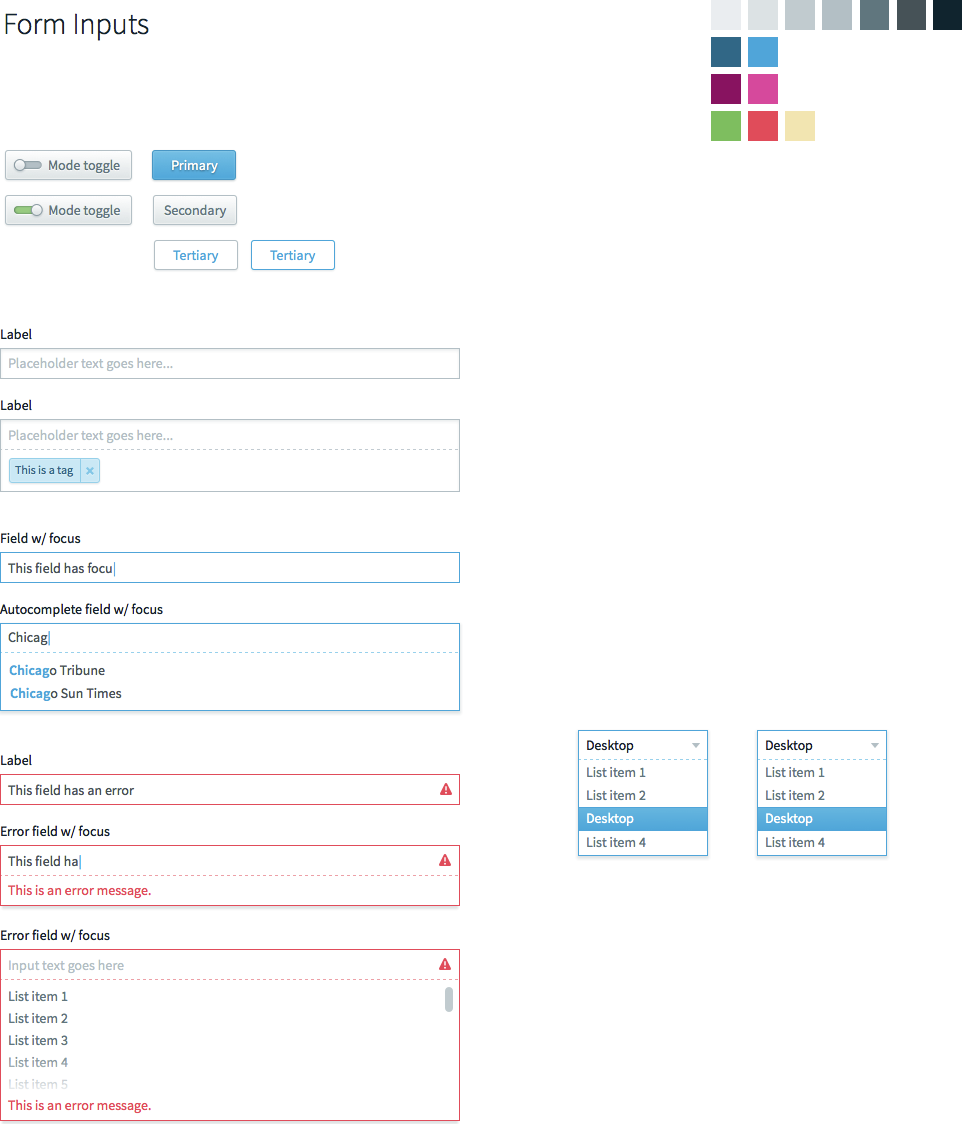 Form Inputs
Mode toggle
Primary
Mode toggle
Secondary
Tertiary
Tertiary
Label
Placeholder text goes here...
Label
Placeholder text goes here...
This is a tag ×
Field w/ focus
This field has focu
Autocomplete field w/ focus
Chicag
Chicago Tribune
Chicago Sun Times
Label
This field has an error
Error field w/ focus
This field ha
This is an error message.
Error field w/ focus
Input text goes here
List item 1
List item 2
List item 3
List item 4
List item 5
This is an error message.
Desktop
List item 1
List item 2
Desktop
List item 4
Desktop
List item 1
List item 2
Desktop
List item 4